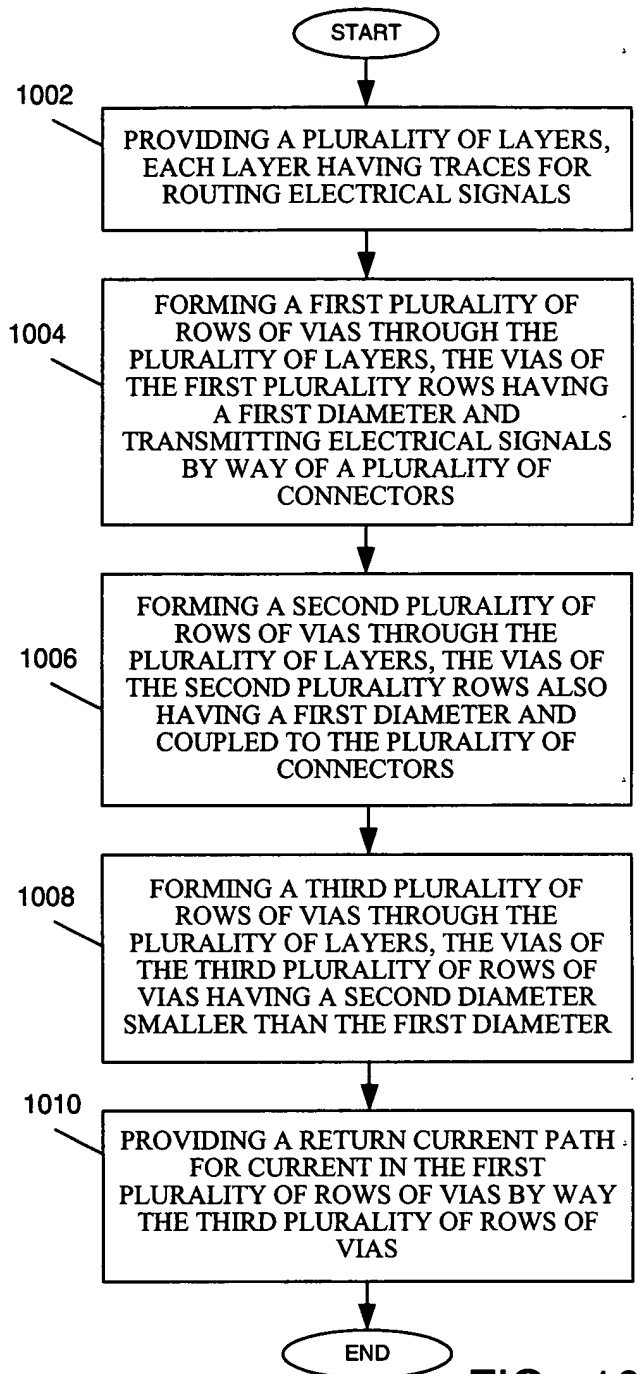 START
1002
PROVIDING A PLURALITY OF LAYERS,
EACH LAYER HAVING TRACES FOR
ROUTING ELECTRICAL SIGNALS
1004
FORMING A FIRST PLURALITY OF
ROWS OF VIAS THROUGH THE
PLURALITY OF LAYERS, THE VIAS OF
THE FIRST PLURALITY ROWS HAVING
A FIRST DIAMETER AND
TRANSMITTING ELECTRICAL SIGNALS
BY WAY OF A PLURALITY OF
CONNECTORS
1006
FORMING A SECOND PLURALITY OF
ROWS OF VIAS THROUGH THE
PLURALITY OF LAYERS, THE VIAS OF
THE SECOND PLURALITY ROWS ALSO
HAVING A FIRST DIAMETER AND
COUPLED TO THE PLURALITY OF
CONNECTORS
1008
FORMING A THIRD PLURALITY OF
ROWS OF VIAS THROUGH THE
PLURALITY OF LAYERS, THE VIAS OF
THE THIRD PLURALITY OF ROWS OF
VIAS HAVING A SECOND DIAMETER
SMALLER THAN THE FIRST DIAMETER
1010
PROVIDING A RETURN CURRENT PATH
FOR CURRENT IN THE FIRST
PLURALITY OF ROWS OF VIAS BY WAY
THE THIRD PLURALITY OF ROWS OF
VIAS
END